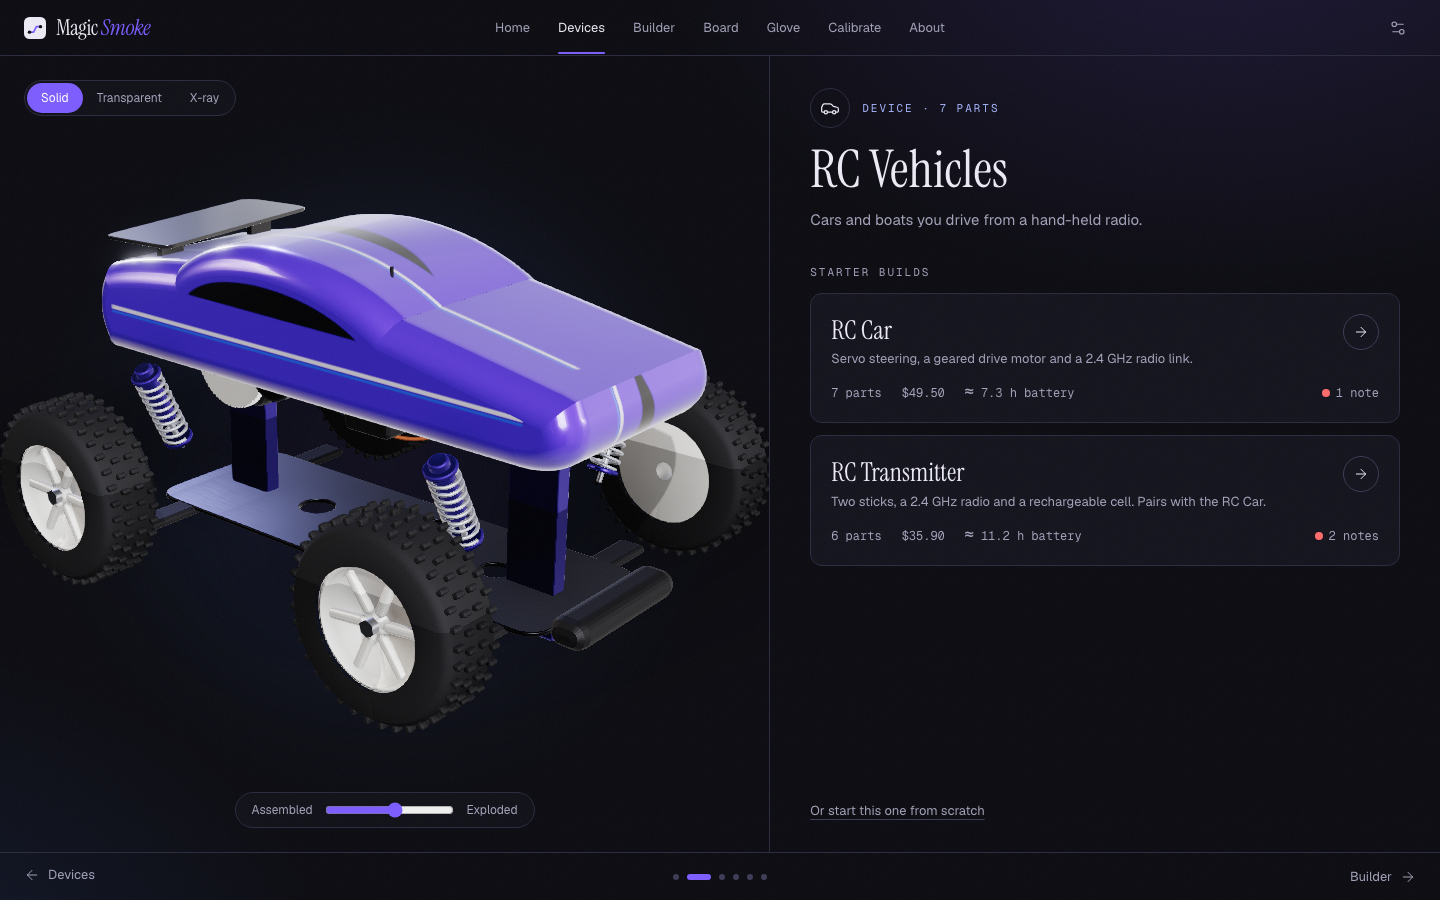 Magic Smoke
Home
Devices
Builder
Board
Glove
Calibrate
About
Solid
Transparent
X-ray
DEVICE · 7 PARTS
RC Vehicles
Cars and boats you drive from a hand-held radio.
STARTER BUILDS
RC Car
Servo steering, a geared drive motor and a 2.4 GHz radio link.
7 parts $49.50 ≈ 7.3 h battery 1 note
RC Transmitter
Two sticks, a 2.4 GHz radio and a rechargeable cell. Pairs with the RC Car.
6 parts $35.90 ≈ 11.2 h battery 2 notes
Assembled
Exploded
Or start this one from scratch
← Devices
Builder →